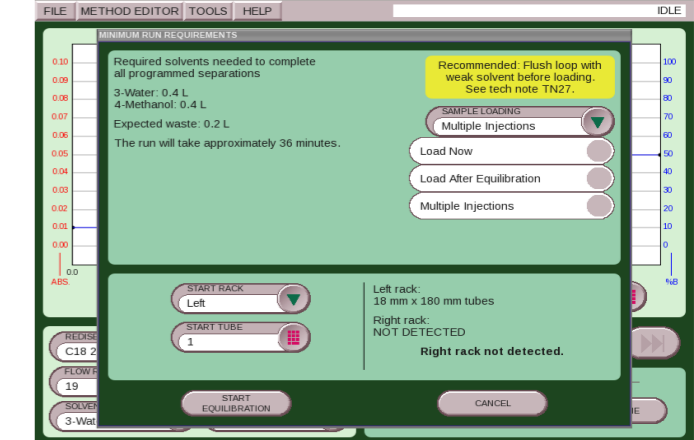 FILE METHOD EDITOR TOOLS HELP IDLE
MINIMUM RUN REQUIREMENTS
Required solvents needed to complete
all programmed separations
3-Water: 0.4 L
4-Methanol: 0.4 L
Expected waste: 0.2 L
The run will take approximately 36 minutes.
Recommended: Flush loop with
weak solvent before loading.
See tech note TN27.
SAMPLE LOADING
Multiple Injections
Load Now
Load After Equilibration
Multiple Injections
0.10
0.09
0.08
0.07
0.06
0.05
0.04
0.03
0.02
0.01
0.00
0.0
ABS.
100
90
80
70
60
50
40
30
20
10
0
%B
START RACK
Left
START TUBE
1
Left rack:
18 mm x 180 mm tubes
Right rack:
NOT DETECTED
Right rack not detected.
START
EQUILIBRATION
CANCEL
REDISE
C18 2
FLOW R
19
SOLVEN
3-Wat